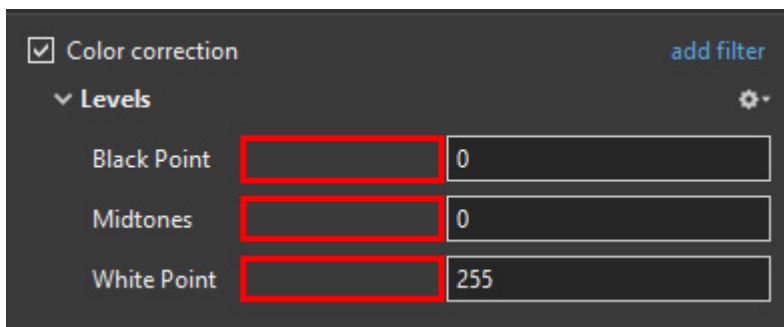 Color correction add filter
Levels
Black Point 0
Midtones 0
White Point 255